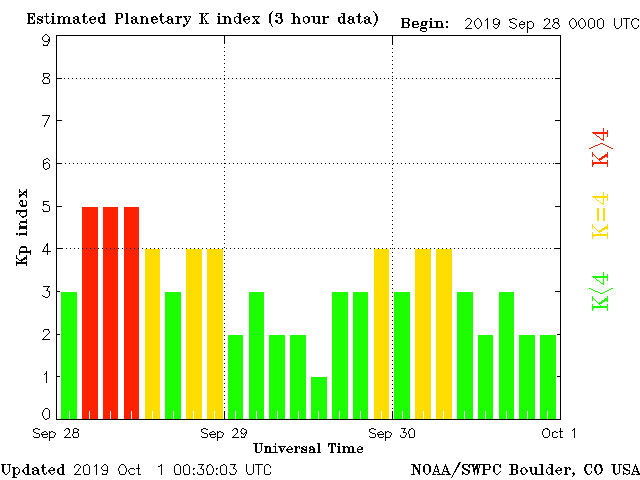 Estimated Planetary K index (3 hour data)
Begin: 2019 Sep 28 0000 UTC
9
8
7
6
5
4
3
2
1
0
Kp index
K>4
K=4
K<4
Sep 28
Sep 29
Sep 30
Oct 1
Universal Time
Updated 2019 Oct 1 00:30:03 UTC
NOAA/SWPC Boulder, CO USA